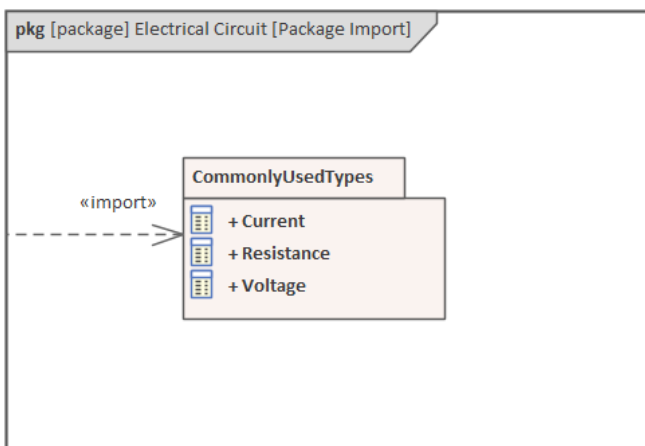 pkg [package] Electrical Circuit [Package Import]
CommonlyUsedTypes
«import»
+ Current
+ Resistance
+ Voltage